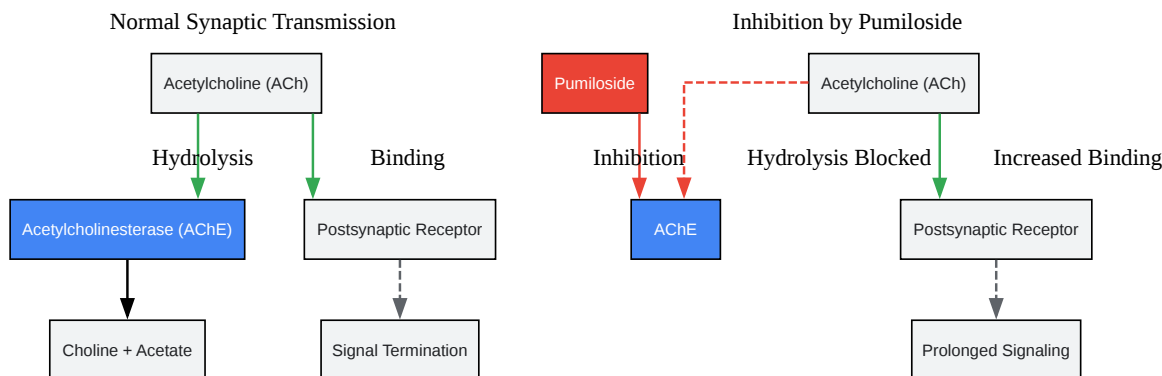 Normal Synaptic Transmission
Acetylcholine (ACh)
Hydrolysis
Binding
Acetylcholinesterase (AChE)
Postsynaptic Receptor
Choline + Acetate
Signal Termination
Inhibition by Pumiloside
Pumiloside
Acetylcholine (ACh)
Inhibition
Hydrolysis Blocked
Increased Binding
AChE
Postsynaptic Receptor
Prolonged Signaling